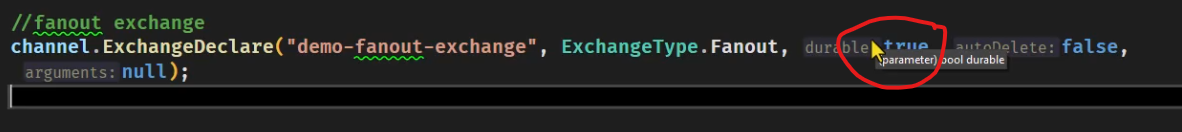 //fanout exchange
channel.ExchangeDeclare("demo-fanout-exchange", ExchangeType.Fanout, durable: true, autoDelete: false,
arguments: null);
(parameter) bool durable